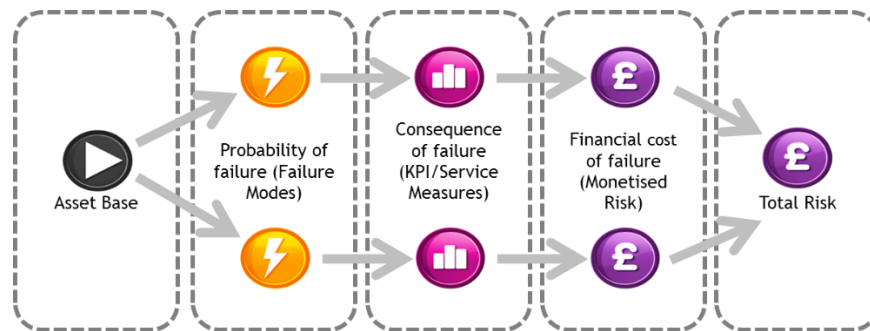 Asset Base
Probability of
failure (Failure
Modes)
Consequence
of failure
(KPI/Service
Measures)
£
Financial cost
of failure
(Monetised
Risk)
£
£
Total Risk